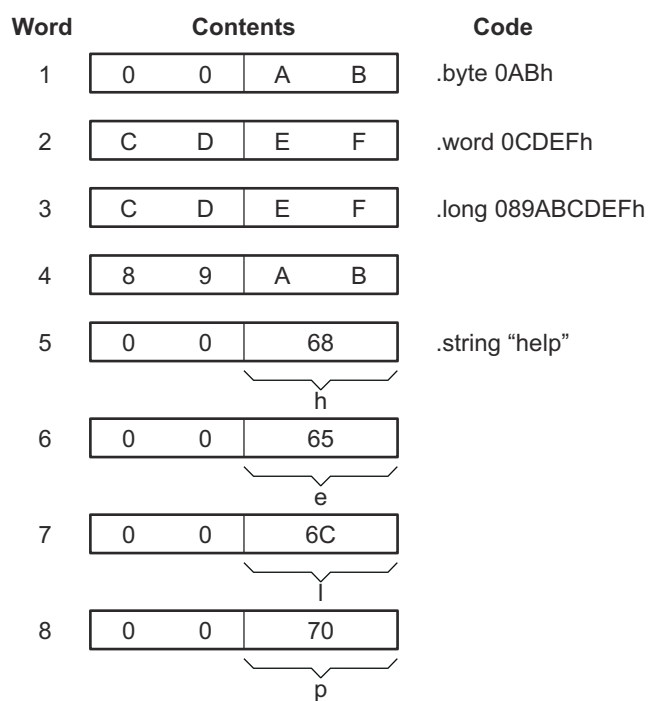 Word Contents Code
1 0 0 A B .byte 0ABh
2 C D E F .word 0CDEFh
3 C D E F .long 089ABCDEFh
4 8 9 A B
5 0 0 68 .string “help”
h
6 0 0 65
e
7 0 0 6C
l
8 0 0 70
p